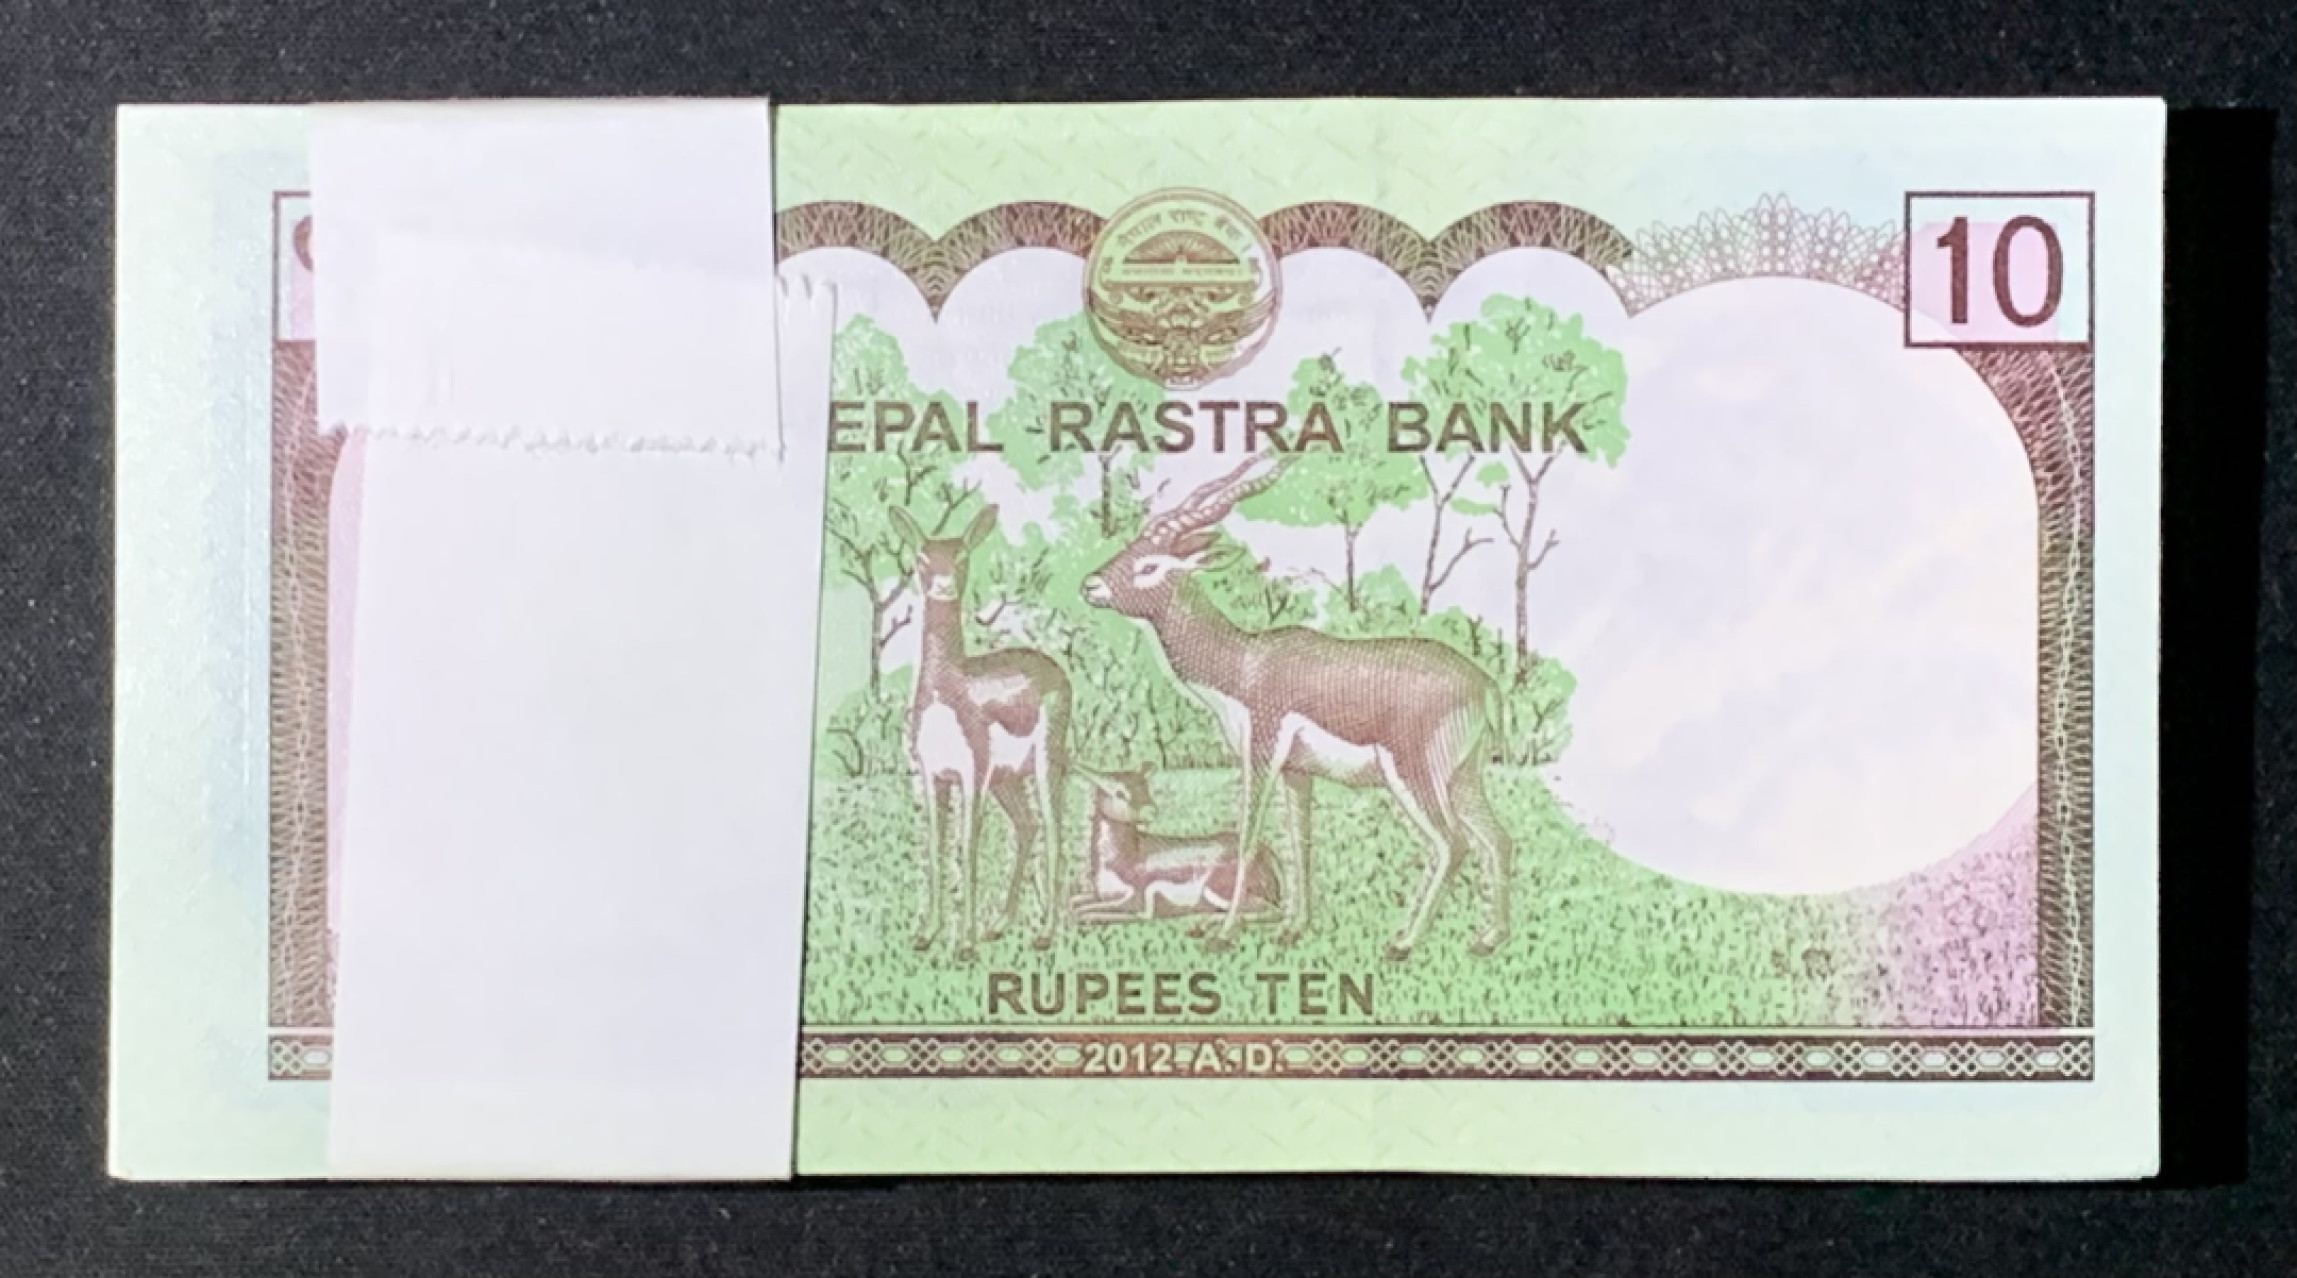 10
नेपाल राष्ट्र बैंक
EPAL RASTRA BANK
RUPEES TEN
2012 A.D.